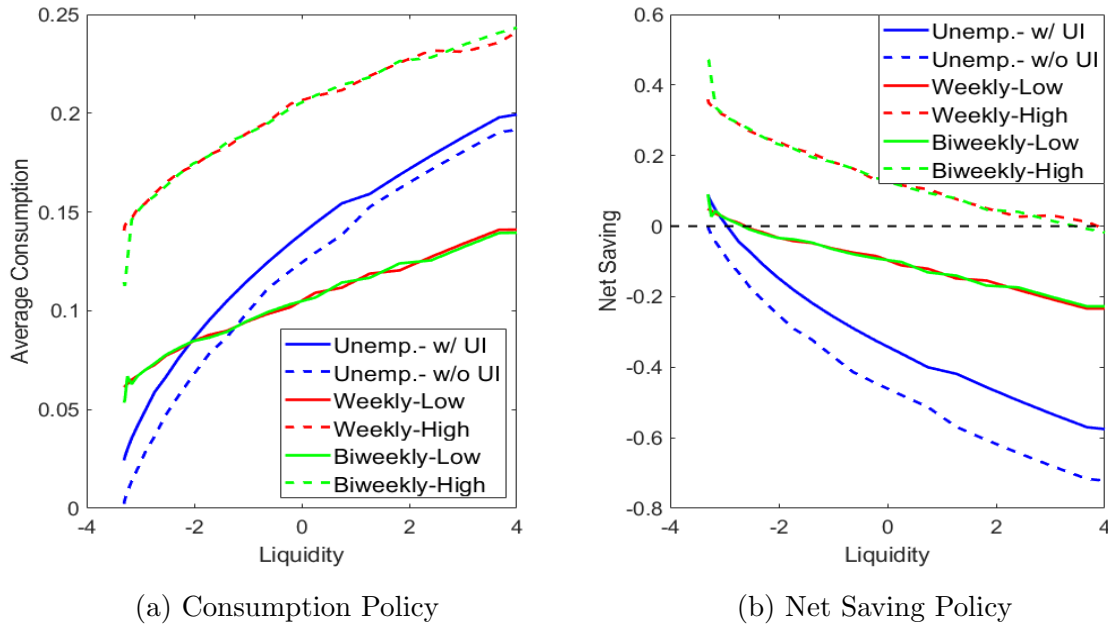 0.25
0.2
0.15
0.1
0.05
0
-4
-2
0
2
4
Average Consumption
Liquidity
Unemp.- w/ UI
Unemp.- w/o UI
Weekly-Low
Weekly-High
Biweekly-Low
Biweekly-High
(a) Consumption Policy
0.6
0.4
0.2
0
-0.2
-0.4
-0.6
-0.8
-4
-2
0
2
4
Net Saving
Liquidity
Unemp.- w/ UI
Unemp.- w/o UI
Weekly-Low
Weekly-High
Biweekly-Low
Biweekly-High
(b) Net Saving Policy